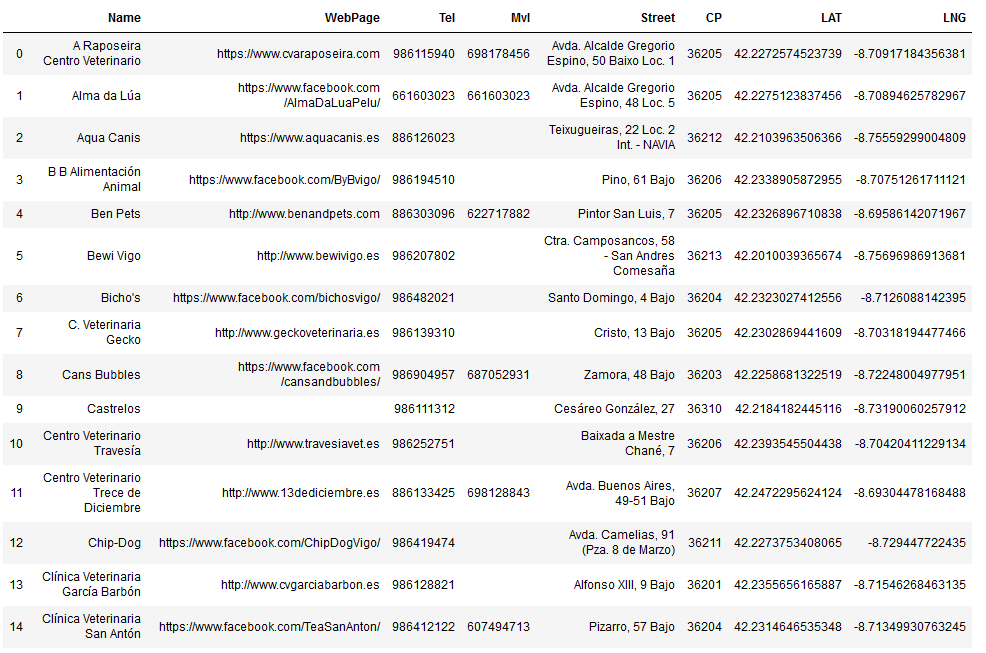 Name WebPage Tel Mvl Street CP LAT LNG
0 A Raposeira Centro Veterinario https://www.cvaraposeira.com 986115940 698178456 Avda. Alcalde Gregorio Espino, 50 Baixo Loc. 1 36205 42.2272574523739 -8.70917184356381
1 Alma da Lúa https://www.facebook.com/AlmaDaLuaPelu/ 661603023 661603023 Avda. Alcalde Gregorio Espino, 48 Loc. 5 36205 42.2275123837456 -8.70894625782967
2 Aqua Canis https://www.aquacanis.es 886126023 Teixugueiras, 22 Loc. 2 Int. - NAVIA 36212 42.2103963506366 -8.75559299004809
3 B B Alimentación Animal https://www.facebook.com/ByBvigo/ 986194510 Pino, 61 Bajo 36206 42.2338905872955 -8.70751261711121
4 Ben Pets http://www.benandpets.com 886303096 622717882 Pintor San Luis, 7 36205 42.2326896710838 -8.69586142071967
5 Bewi Vigo http://www.bewivigo.es 986207802 Ctra. Camposancos, 58 - San Andres Comesaña 36213 42.2010039365674 -8.75696986913681
6 Bicho's https://www.facebook.com/bichosvigo/ 986482021 Santo Domingo, 4 Bajo 36204 42.2323027412556 -8.7126088142395
7 C. Veterinaria Gecko http://www.geckoveterinaria.es 986139310 Cristo, 13 Bajo 36205 42.2302869441609 -8.70318194477466
8 Cans Bubbles https://www.facebook.com/cansandbubbles/ 986904957 687052931 Zamora, 48 Bajo 36203 42.2258681322519 -8.72248004977951
9 Castrelos 986111312 Cesáreo González, 27 36310 42.2184182445116 -8.73190060257912
10 Centro Veterinario Travesía http://www.travesiavet.es 986252751 Baixada a Mestre Chané, 7 36206 42.2393545504438 -8.70420411229134
11 Centro Veterinario Trece de Diciembre http://www.13dediciembre.es 886133425 698128843 Avda. Buenos Aires, 49-51 Bajo 36207 42.2472295624124 -8.69304478168488
12 Chip-Dog https://www.facebook.com/ChipDogVigo/ 986419474 Avda. Camelias, 91 (Pza. 8 de Marzo) 36211 42.2273753408065 -8.729447722435
13 Clínica Veterinaria García Barbón http://www.cvgarciabarbon.es 986128821 Alfonso XIII, 9 Bajo 36201 42.2355656165887 -8.71546268463135
14 Clínica Veterinaria San Antón https://www.facebook.com/TeaSanAnton/ 986412122 607494713 Pizarro, 57 Bajo 36204 42.2314646535348 -8.71349930763245